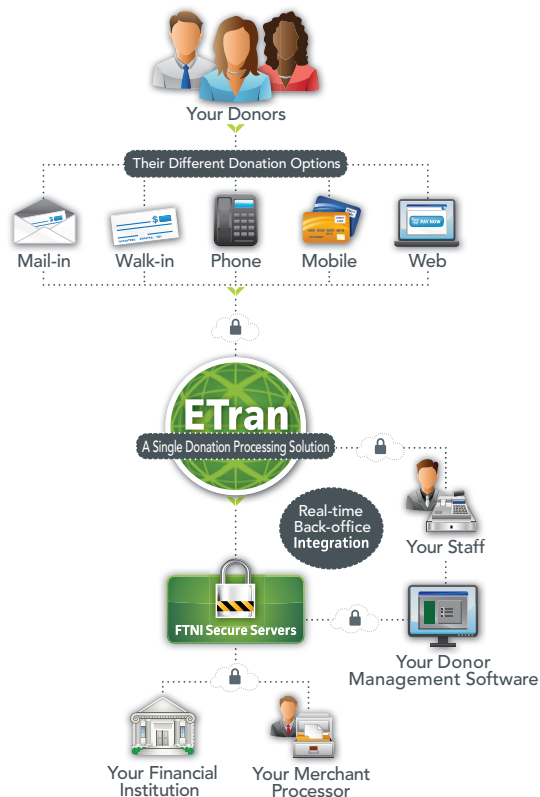 Your Donors
Their Different Donation Options
$
$
PAY NOW
Mail-in
Walk-in
Phone
Mobile
Web
ETran
A Single Donation Processing Solution
Real-time
Back-office
Integration
Your Staff
FTNI Secure Servers
Your Donor
Management Software
Your Financial
Institution
Your Merchant
Processor